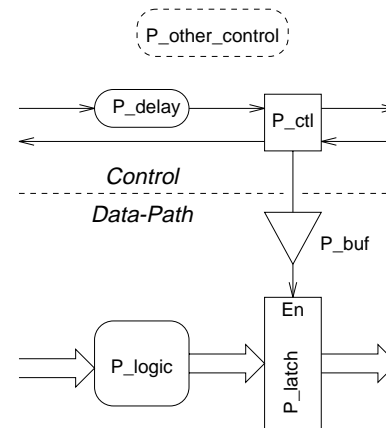 P_other_control
P_delay
P_ctl
Control
Data-Path
P_buf
En
P_logic
P_latch